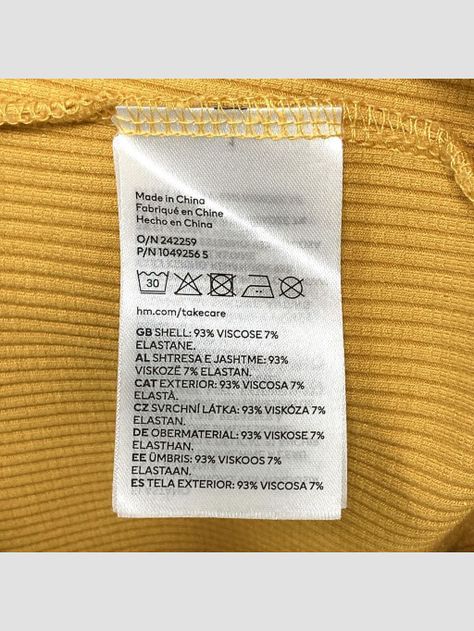 Made in China
Fabriqué en Chine
Hecho en China
O/N 242259
P/N 1049256 S
30
hm.com/takecare
GB SHELL: 93% VISCOSE 7%
ELASTANE.
AL SHTRESA E JASHTME: 93%
VISKOZË 7% ELASTAN.
CAT EXTERIOR: 93% VISCOSA 7%
ELASTÀ.
CZ SVRCHNÍ LÁTKA: 93% VISKÓZA 7%
ELASTAN.
DE OBERMATERIAL: 93% VISKOSE 7%
ELASTHAN.
EE ÜMBRIS: 93% VISKOOS 7%
ELASTAAN.
ES TELA EXTERIOR: 93% VISCOSA 7%